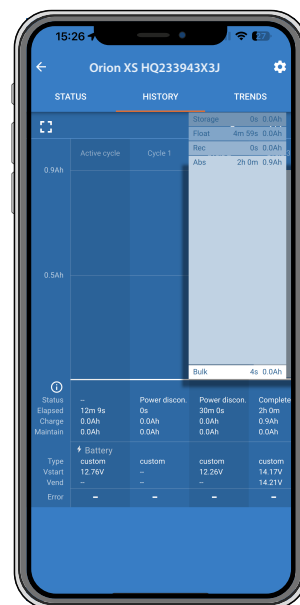 15:26
27
Orion XS HQ233943X3J
STATUS HISTORY TRENDS
Storage 0s 0.0Ah
Float 4m 59s 0.0Ah
Active cycle Cycle 1
Rec 0s 0.0Ah
Abs 2h 0m 0.9Ah
0.9Ah
0.5Ah
Bulk 4s 0.0Ah
Status -- Power discon. Power discon. Complete
Elapsed 12m 9s 0s 30m 0s 2h 0m
Charge 0.0Ah 0.0Ah 0.0Ah 0.9Ah
Maintain 0.0Ah 0.0Ah 0.0Ah 0.0Ah
Battery
Type custom custom custom custom
Vstart 12.76V -- 12.26V 14.17V
Vend -- -- -- 14.21V
Error - - - -